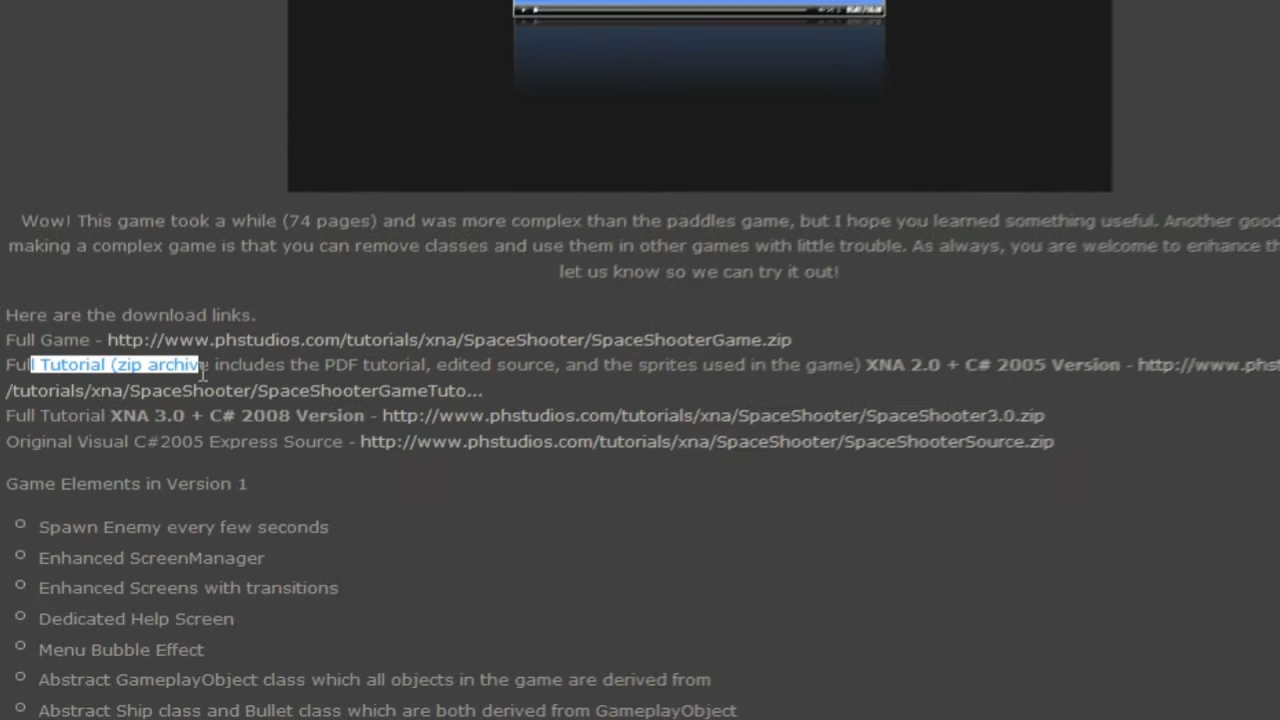 Wow! This game took a while (74 pages) and was more complex than the paddles game, but I hope you learned something useful. Another good
making a complex game is that you can remove classes and use them in other games with little trouble. As always, you are welcome to enhance th
let us know so we can try it out!
Here are the download links.
Full Game - http://www.phstudios.com/tutorials/xna/SpaceShooter/SpaceShooterGame.zip
Full Tutorial (zip archive includes the PDF tutorial, edited source, and the sprites used in the game) XNA 2.0 + C# 2005 Version - http://www.phst
/tutorials/xna/SpaceShooter/SpaceShooterGameTuto...
Full Tutorial XNA 3.0 + C# 2008 Version - http://www.phstudios.com/tutorials/xna/SpaceShooter/SpaceShooter3.0.zip
Original Visual C#2005 Express Source - http://www.phstudios.com/tutorials/xna/SpaceShooter/SpaceShooterSource.zip
Game Elements in Version 1
Spawn Enemy every few seconds
Enhanced ScreenManager
Enhanced Screens with transitions
Dedicated Help Screen
Menu Bubble Effect
Abstract GameplayObject class which all objects in the game are derived from
Abstract Ship class and Bullet class which are both derived from GameplayObject